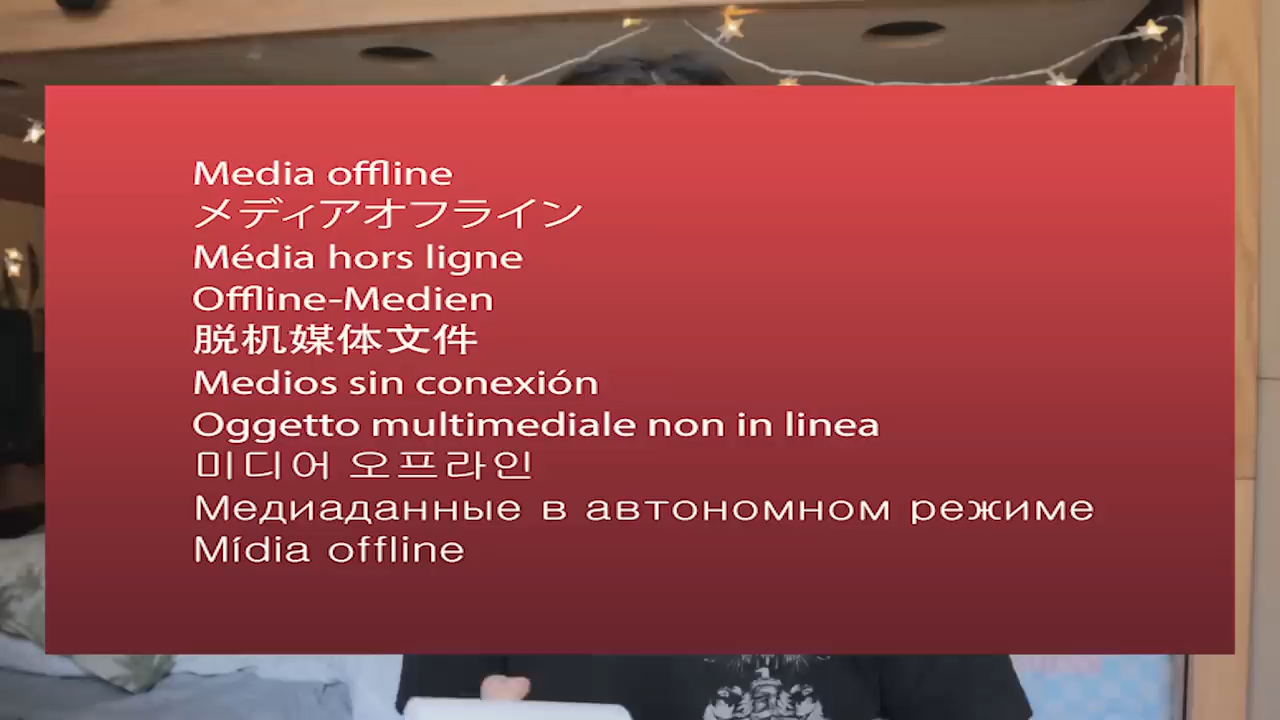 Media offline
メディアオフライン
Média hors ligne
Offline-Medien
脱机媒体文件
Medios sin conexión
Oggetto multimediale non in linea
미디어 오프라인
Медиаданные в автономном режиме
Mídia offline